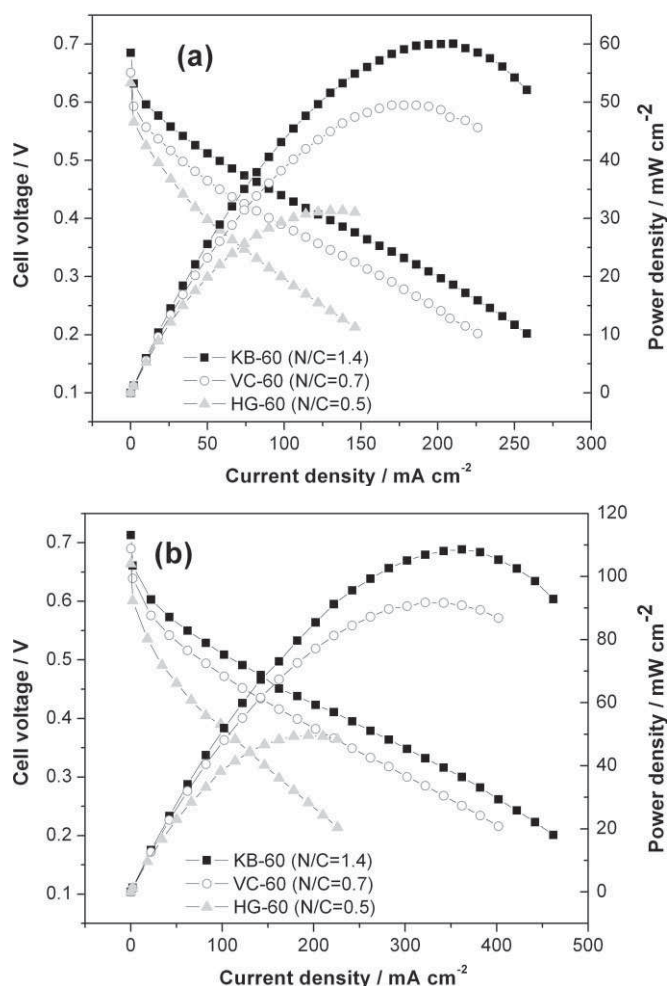 (a)
Cell voltage / V
0.7
0.6
0.5
0.4
0.3
0.2
0.1
Power density / mW cm⁻²
60
50
40
30
20
10
0
KB-60 (N/C=1.4)
VC-60 (N/C=0.7)
HG-60 (N/C=0.5)
0 50 100 150 200 250 300
Current density / mA cm⁻²
(b)
Cell voltage / V
0.7
0.6
0.5
0.4
0.3
0.2
0.1
Power density / mW cm⁻²
120
100
80
60
40
20
0
KB-60 (N/C=1.4)
VC-60 (N/C=0.7)
HG-60 (N/C=0.5)
0 100 200 300 400 500
Current density / mA cm⁻²